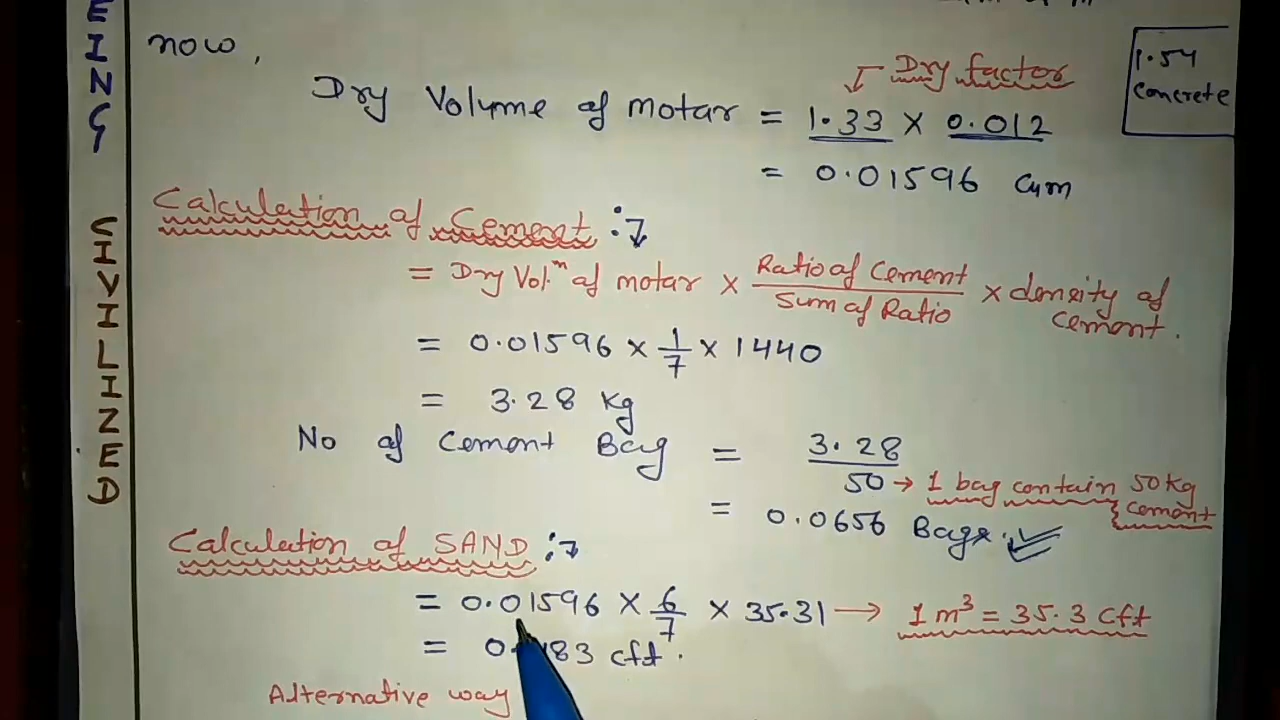 EING CIVILIZED
now,
1.54
concrete
Dry factor
Dry Volume of motar = 1.33 × 0.012
= 0.01596 Cum
Calculation of Cement :→
= Dry Vol.ᵐ of motar × Ratio of Cement / Sum of Ratio × density of cement.
= 0.01596 × 1/7 × 1440
= 3.28 Kg
No of Cement Bag = 3.28 / 50 → 1 bag contain 50 Kg cement
= 0.0656 Bags.
Calculation of SAND :→
= 0.01596 × 6/7 × 35.31 → 1 m³ = 35.3 Cft
= 0. 83 cft.
Alternative way